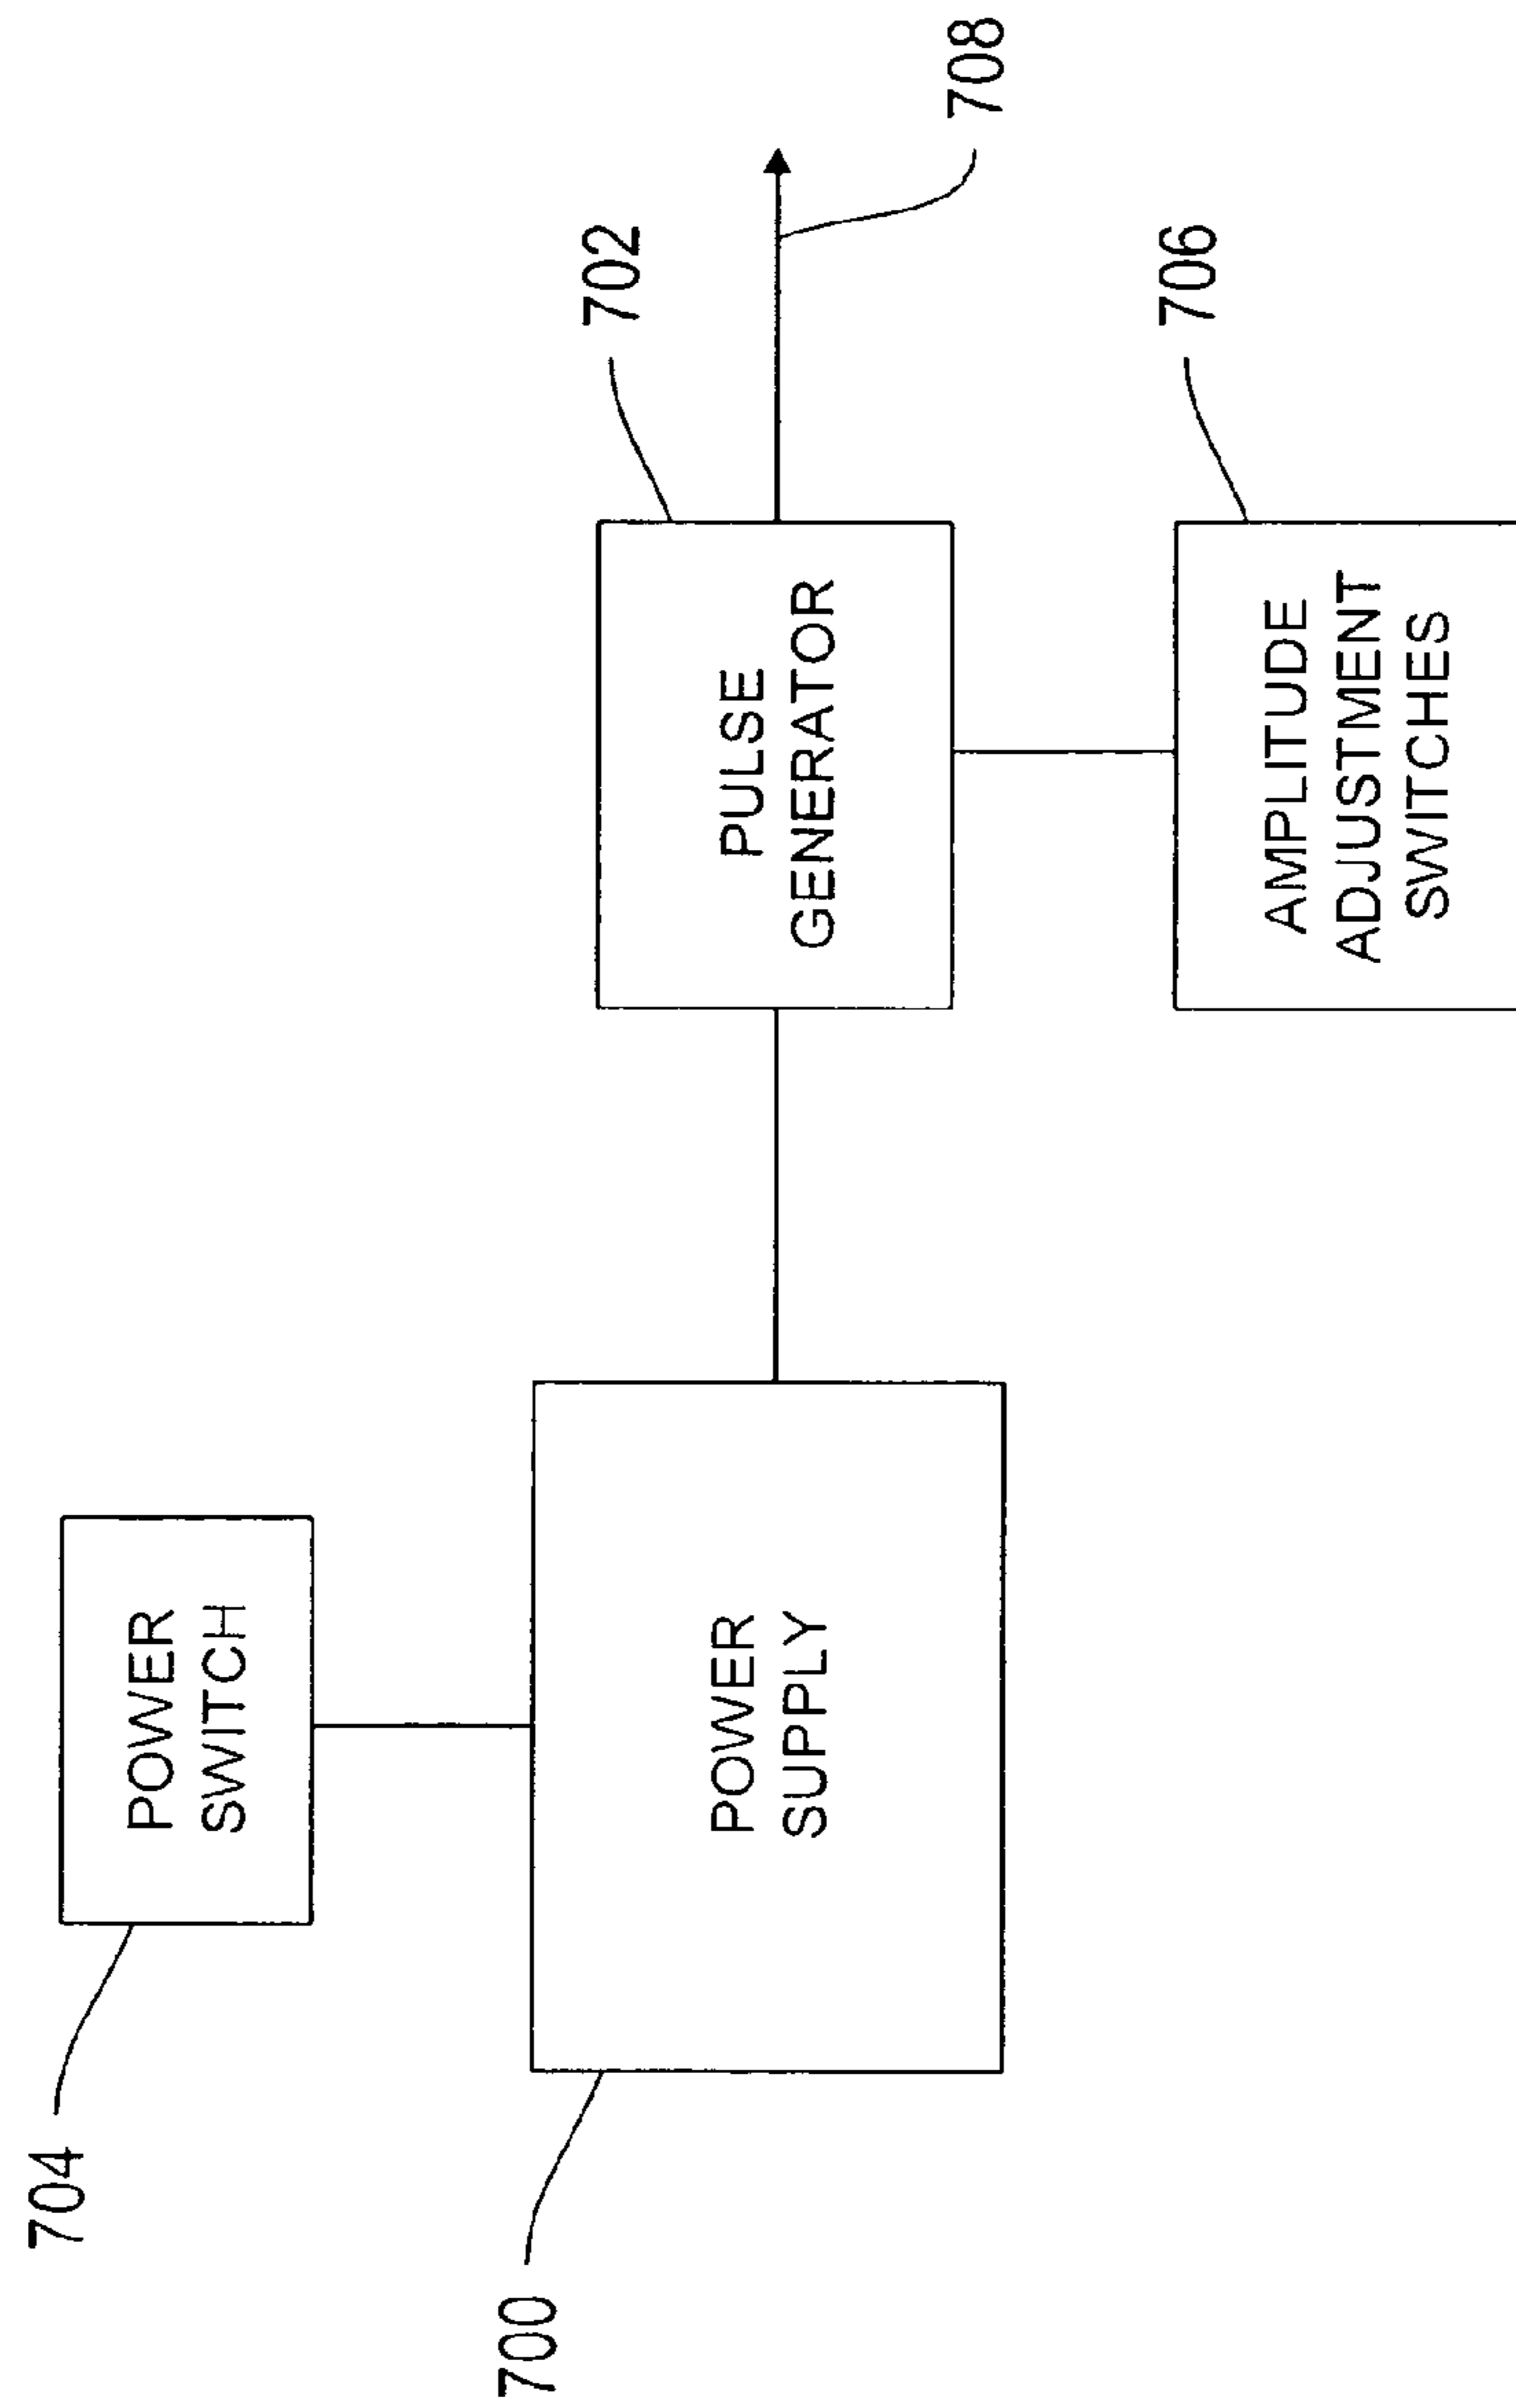 704
POWER
SWITCH
700
POWER
SUPPLY
702
PULSE
GENERATOR
708
706
AMPLITUDE
ADJUSTMENT
SWITCHES